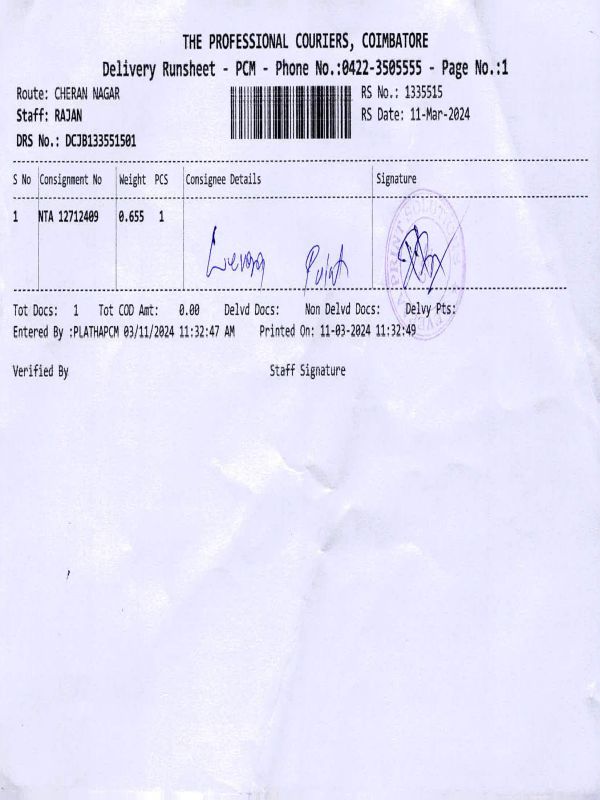 THE PROFESSIONAL COURIERS, COIMBATORE
Delivery Runsheet - PCM - Phone No.:0422-3505555 - Page No.:1
Route: CHERAN NAGAR RS No.: 1335515
Staff: RAJAN RS Date: 11-Mar-2024
DRS No.: DCJB133551501
S No Consignment No Weight PCS Consignee Details Signature
1 NTA 12712409 0.655 1
Tot Docs: 1 Tot COD Amt: 0.00 Delvd Docs: Non Delvd Docs: Delvy Pts:
Entered By :PLATHAPCM 03/11/2024 11:32:47 AM Printed On: 11-03-2024 11:32:49
Verified By Staff Signature